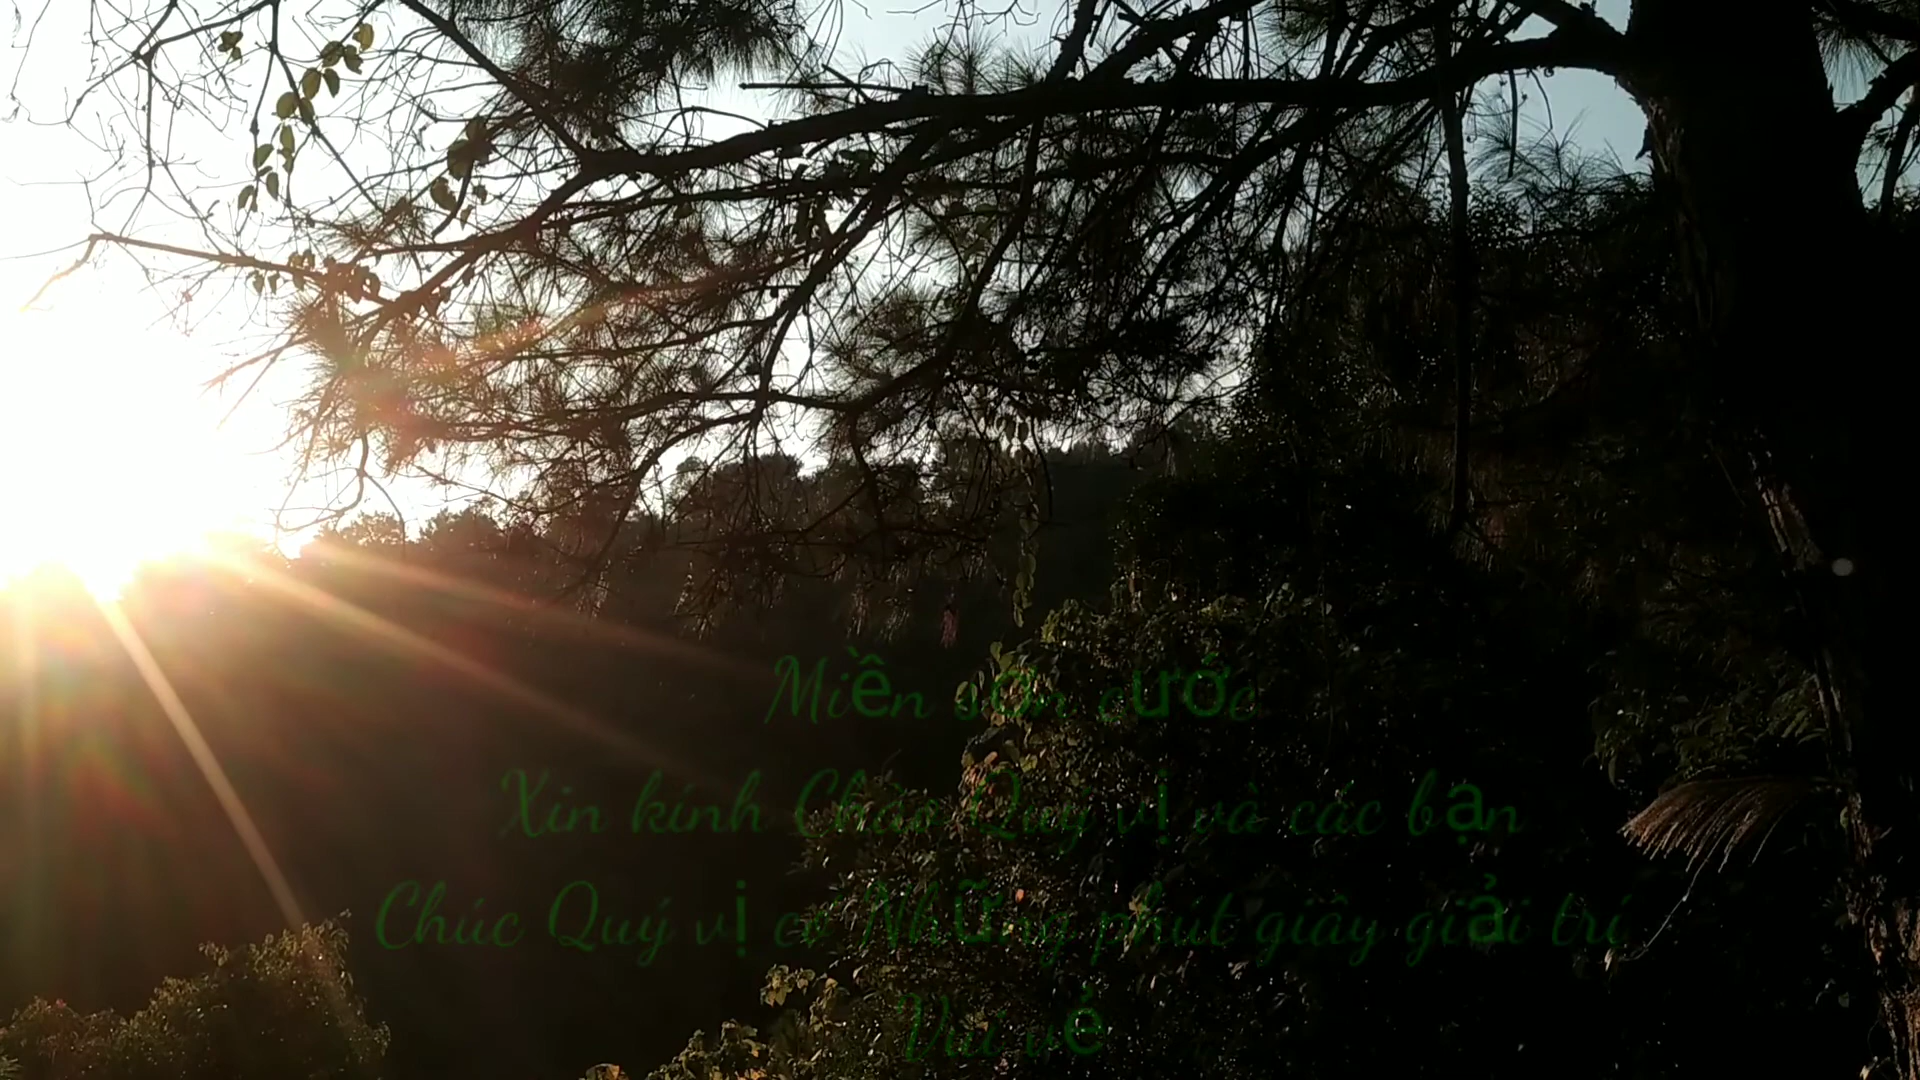 Miền sơn cước
Xin kính Chào Quý vị và các bạn
Chúc Quý vị có Những phút giây giải trí
Vui vẻ